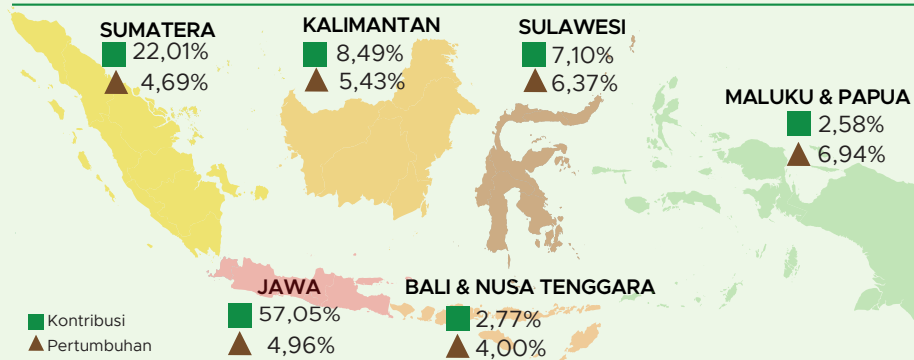 SUMATERA
22,01%
4,69%
KALIMANTAN
8,49%
5,43%
SULAWESI
7,10%
6,37%
MALUKU & PAPUA
2,58%
6,94%
JAWA
57,05%
4,96%
BALI & NUSA TENGGARA
2,77%
4,00%
Kontribusi
Pertumbuhan